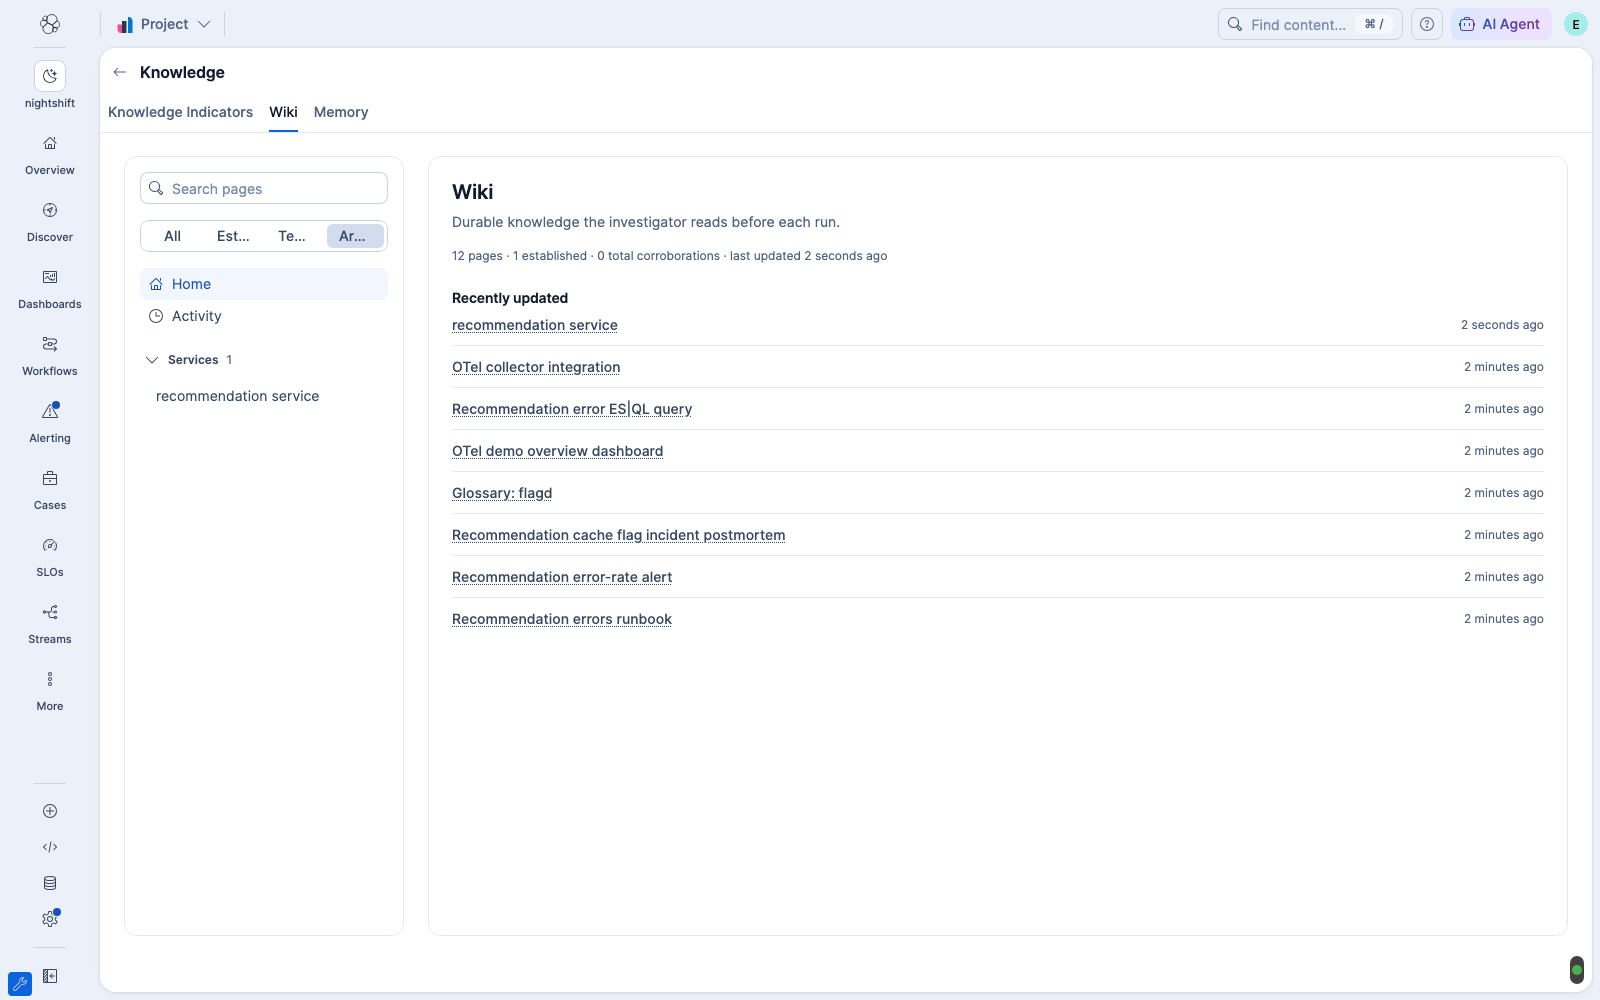 Project
Find content...
⌘ /
AI Agent
E
nightshift
Overview
Discover
Dashboards
Workflows
Alerting
Cases
SLOs
Streams
More
Knowledge
Knowledge Indicators
Wiki
Memory
Search pages
All
Est...
Te...
Ar...
Home
Activity
Services 1
recommendation service
Wiki
Durable knowledge the investigator reads before each run.
12 pages · 1 established · 0 total corroborations · last updated 2 seconds ago
Recently updated
recommendation service 2 seconds ago
OTel collector integration 2 minutes ago
Recommendation error ES|QL query 2 minutes ago
OTel demo overview dashboard 2 minutes ago
Glossary: flagd 2 minutes ago
Recommendation cache flag incident postmortem 2 minutes ago
Recommendation error-rate alert 2 minutes ago
Recommendation errors runbook 2 minutes ago